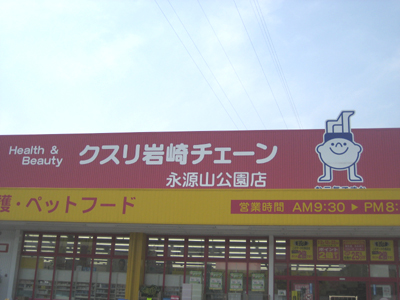 Health &
Beauty
クスリ岩崎チェーン
永源山公園店
護・ペットフード
営業時間 AM9:30 ▶ PM8: